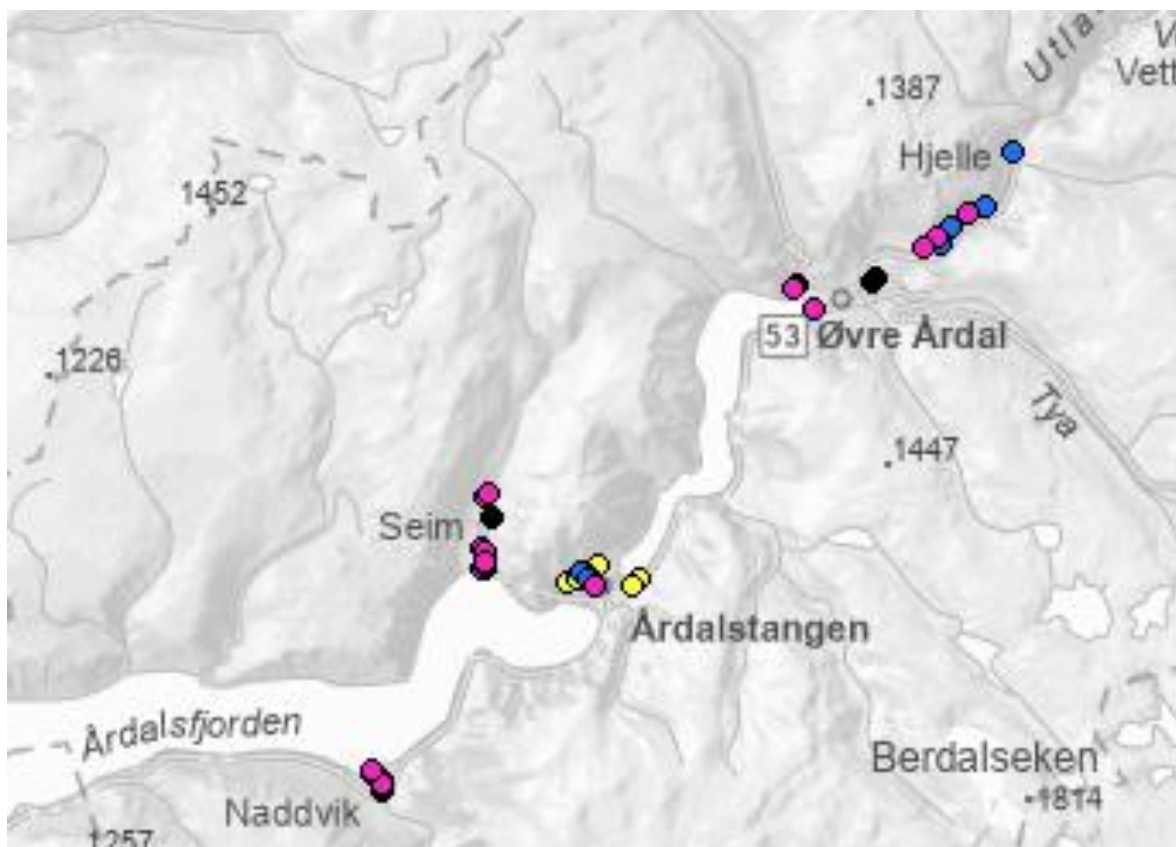 Utla
V
Vett
1387
Hjelle
1452
53
Øvre Årdal
1226
Tya
1447
Seim
Årdalstangen
Årdalsfjorden
Berdalseken
1814
Naddvik
1257